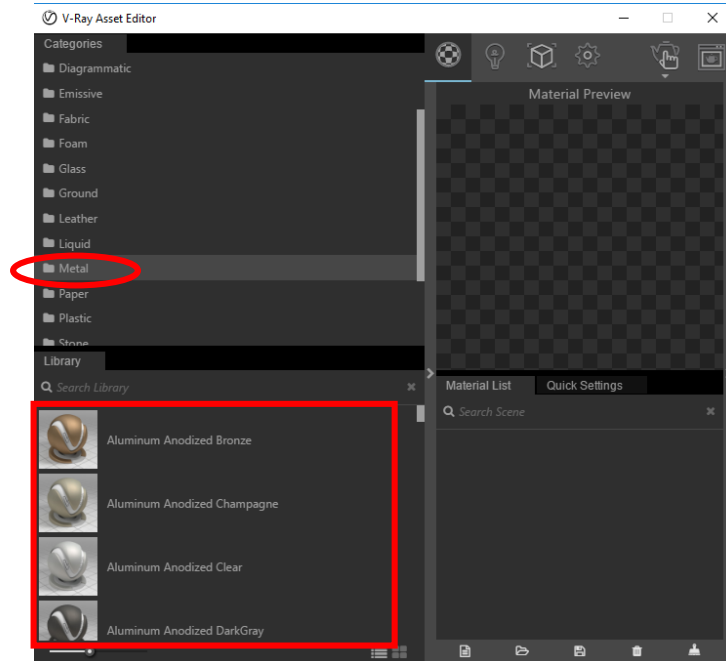 V-Ray Asset Editor
Categories
Diagrammatic
Emissive
Fabric
Foam
Glass
Ground
Leather
Liquid
Metal
Paper
Plastic
Stone
Library
Search Library
Aluminum Anodized Bronze
Aluminum Anodized Champagne
Aluminum Anodized Clear
Aluminum Anodized DarkGray
Material Preview
Material List Quick Settings
Search Scene